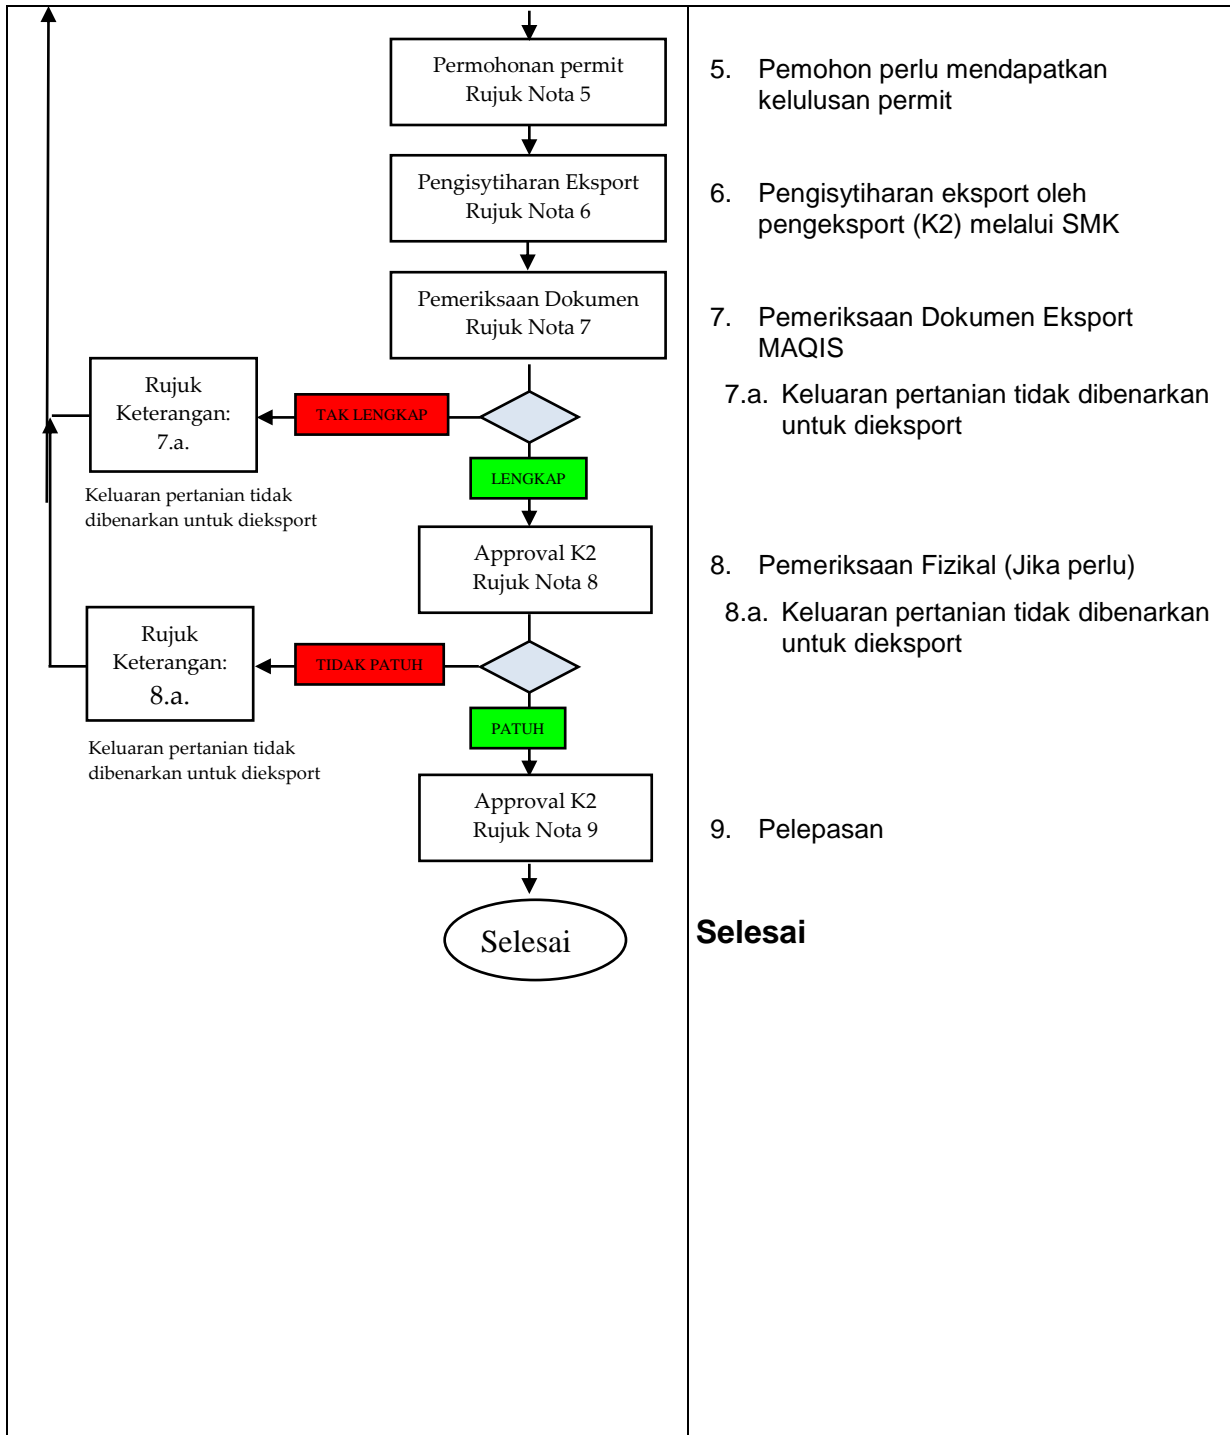 Permohonan permit
Rujuk Nota 5
Pengisytiharan Eksport
Rujuk Nota 6
Pemeriksaan Dokumen
Rujuk Nota 7
Rujuk
Keterangan:
7.a.
TAK LENGKAP
LENGKAP
Keluaran pertanian tidak
dibenarkan untuk dieksport
Approval K2
Rujuk Nota 8
Rujuk
Keterangan:
8.a.
TIDAK PATUH
PATUH
Keluaran pertanian tidak
dibenarkan untuk dieksport
Approval K2
Rujuk Nota 9
Selesai
5. Pemohon perlu mendapatkan
kelulusan permit
6. Pengisytiharan eksport oleh
pengeksport (K2) melalui SMK
7. Pemeriksaan Dokumen Eksport
MAQIS
7.a. Keluaran pertanian tidak dibenarkan
untuk dieksport
8. Pemeriksaan Fizikal (Jika perlu)
8.a. Keluaran pertanian tidak dibenarkan
untuk dieksport
9. Pelepasan
Selesai